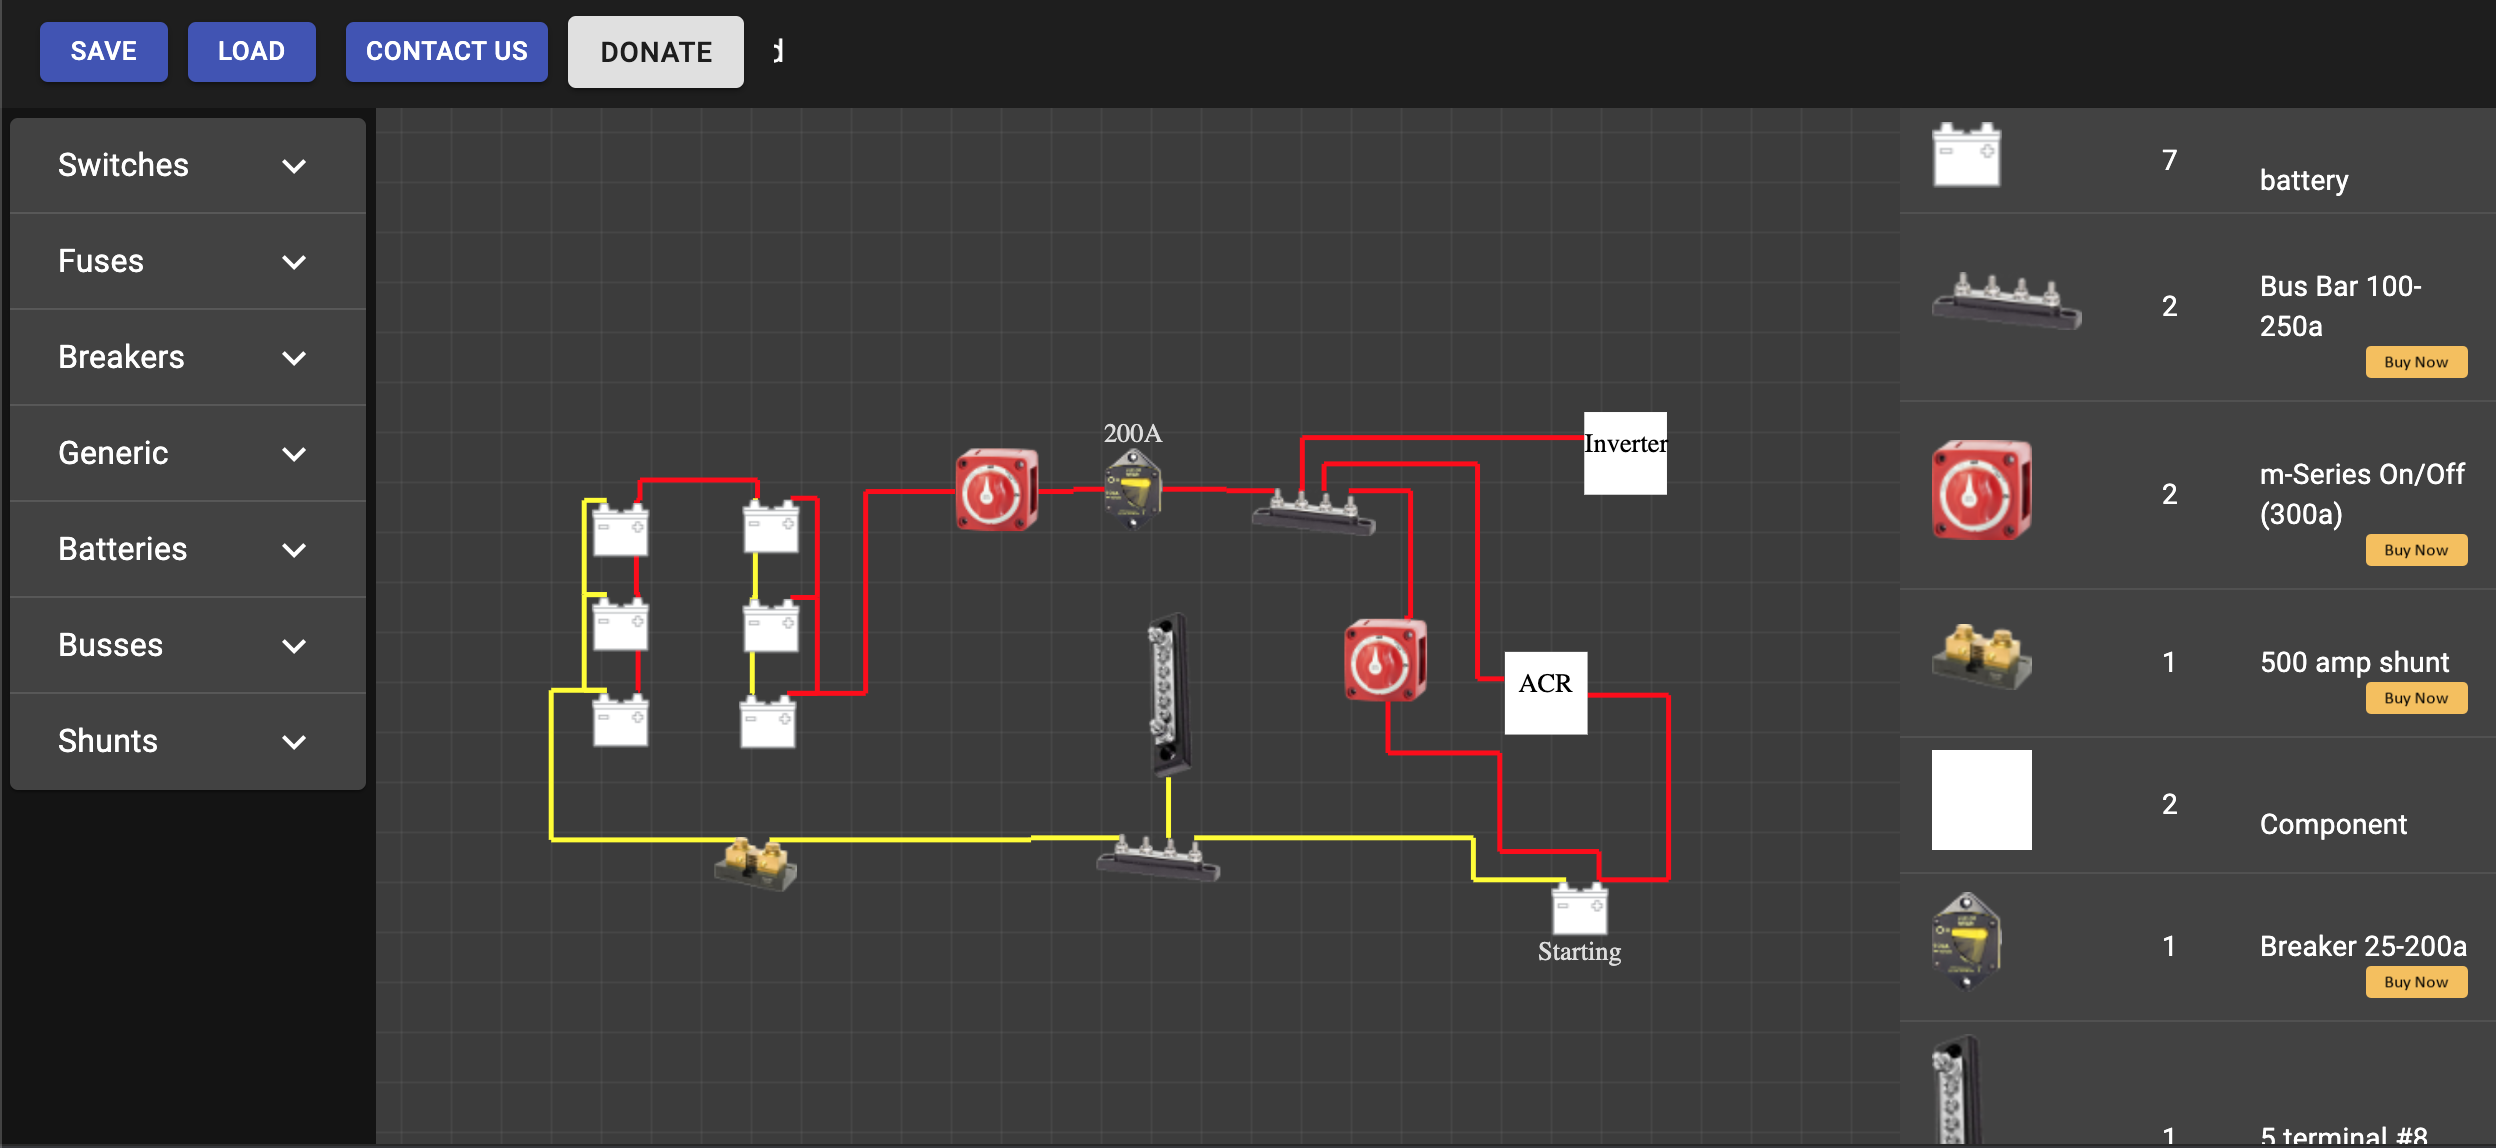 SAVE
LOAD
CONTACT US
DONATE
d
Switches
Fuses
Breakers
Generic
Batteries
Busses
Shunts
200A
Inverter
ACR
Starting
7
battery
2
Bus Bar 100-
250a
Buy Now
2
m-Series On/Off
(300a)
Buy Now
1
500 amp shunt
Buy Now
2
Component
1
Breaker 25-200a
Buy Now
1
5 terminal #8